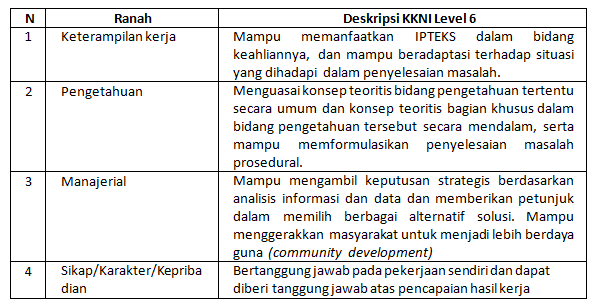 N Ranah Deskripsi KKNI Level 6
1 Keterampilan kerja Mampu memanfaatkan IPTEKS dalam bidang
keahliannya, dan mampu beradaptasi terhadap situasi
yang dihadapi dalam penyelesaian masalah.
2 Pengetahuan Menguasai konsep teoritis bidang pengetahuan tertentu
secara umum dan konsep teoritis bagian khusus dalam
bidang pengetahuan tersebut secara mendalam, serta
mampu memformulasikan penyelesaian masalah
prosedural.
3 Manajerial Mampu mengambil keputusan strategis berdasarkan
analisis informasi dan data dan memberikan petunjuk
dalam memilih berbagai alternatif solusi. Mampu
menggerakkan masyarakat untuk menjadi lebih berdaya
guna (community development)
4 Sikap/Karakter/Kepriba Bertanggung jawab pada pekerjaan sendiri dan dapat
dian diberi tanggung jawab atas pencapaian hasil kerja